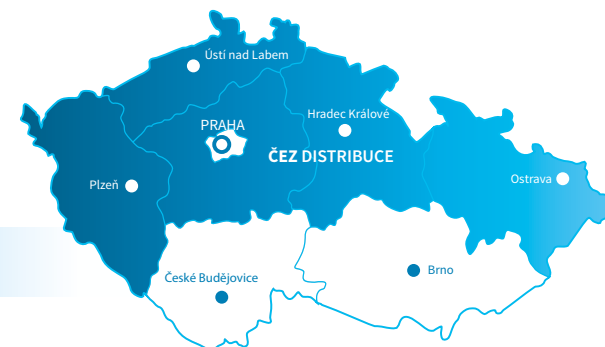 Ústí nad Labem
Hradec Králové
PRAHA
ČEZ DISTRIBUCE
Ostrava
Plzeň
České Budějovice
Brno